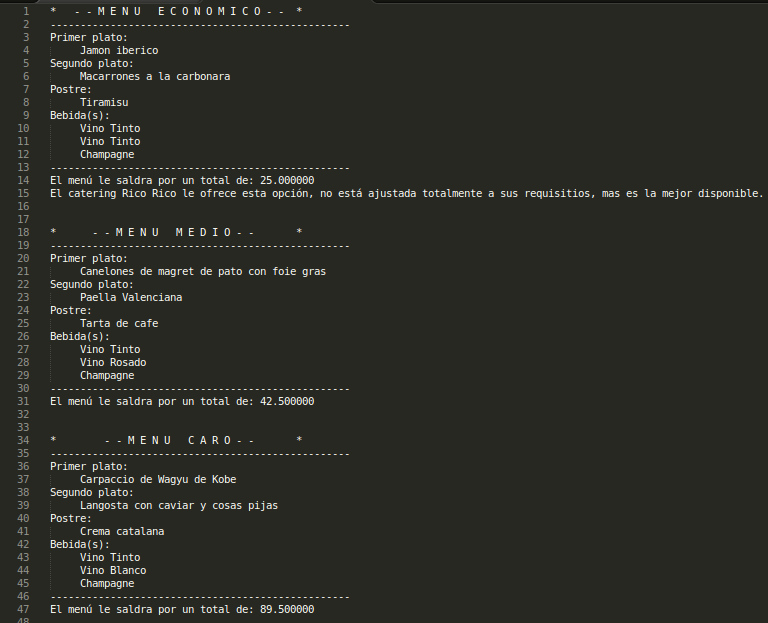 1 * --MENU ECONOMICO-- *
2 --------------------------------------------------
3 Primer plato:
4 Jamon iberico
5 Segundo plato:
6 Macarrones a la carbonara
7 Postre:
8 Tiramisu
9 Bebida(s):
10 Vino Tinto
11 Vino Tinto
12 Champagne
13 --------------------------------------------------
14 El menú le saldra por un total de: 25.000000
15 El catering Rico Rico le ofrece esta opción, no está ajustada totalmente a sus requisitios, mas es la mejor disponible.
16
17
18 * --MENU MEDIO-- *
19 --------------------------------------------------
20 Primer plato:
21 Canelones de magret de pato con foie gras
22 Segundo plato:
23 Paella Valenciana
24 Postre:
25 Tarta de cafe
26 Bebida(s):
27 Vino Tinto
28 Vino Rosado
29 Champagne
30 --------------------------------------------------
31 El menú le saldra por un total de: 42.500000
32
33
34 * --MENU CARO-- *
35 --------------------------------------------------
36 Primer plato:
37 Carpaccio de Wagyu de Kobe
38 Segundo plato:
39 Langosta con caviar y cosas pijas
40 Postre:
41 Crema catalana
42 Bebida(s):
43 Vino Tinto
44 Vino Blanco
45 Champagne
46 --------------------------------------------------
47 El menú le saldra por un total de: 89.500000
48